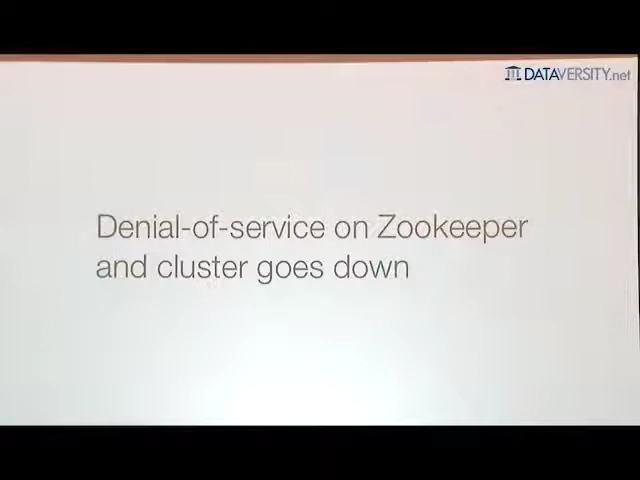 DATAVERSITY.net
Denial-of-service on Zookeeper
and cluster goes down